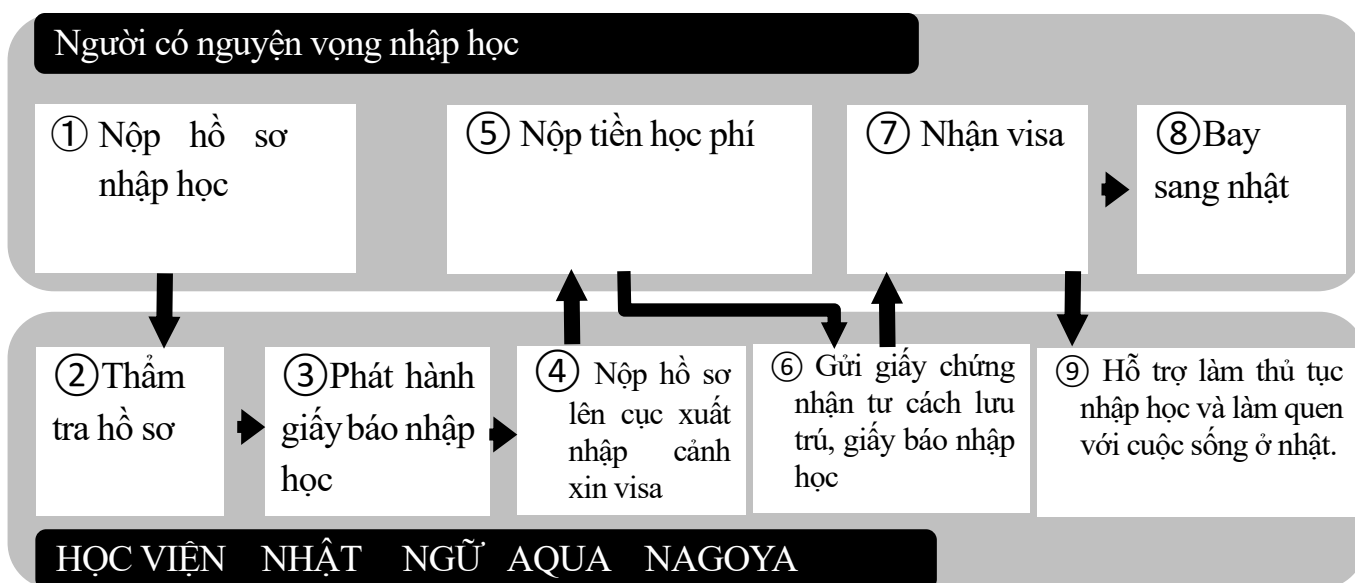 Người có nguyện vọng nhập học
① Nộp hồ sơ
nhập học
⑤ Nộp tiền học phí
⑦ Nhận visa
⑧Bay
sang nhật
②Thẩm
tra hồ sơ
③Phát hành
giấy báo nhập
học
④ Nộp hồ sơ
lên cục xuất
nhập cảnh
xin visa
⑥ Gửi giấy chứng
nhận tư cách lưu
trú, giấy báo nhập
học
⑨ Hỗ trợ làm thủ tục
nhập học và làm quen
với cuộc sống ở nhật.
HỌC VIỆN NHẬT NGỮ AQUA NAGOYA